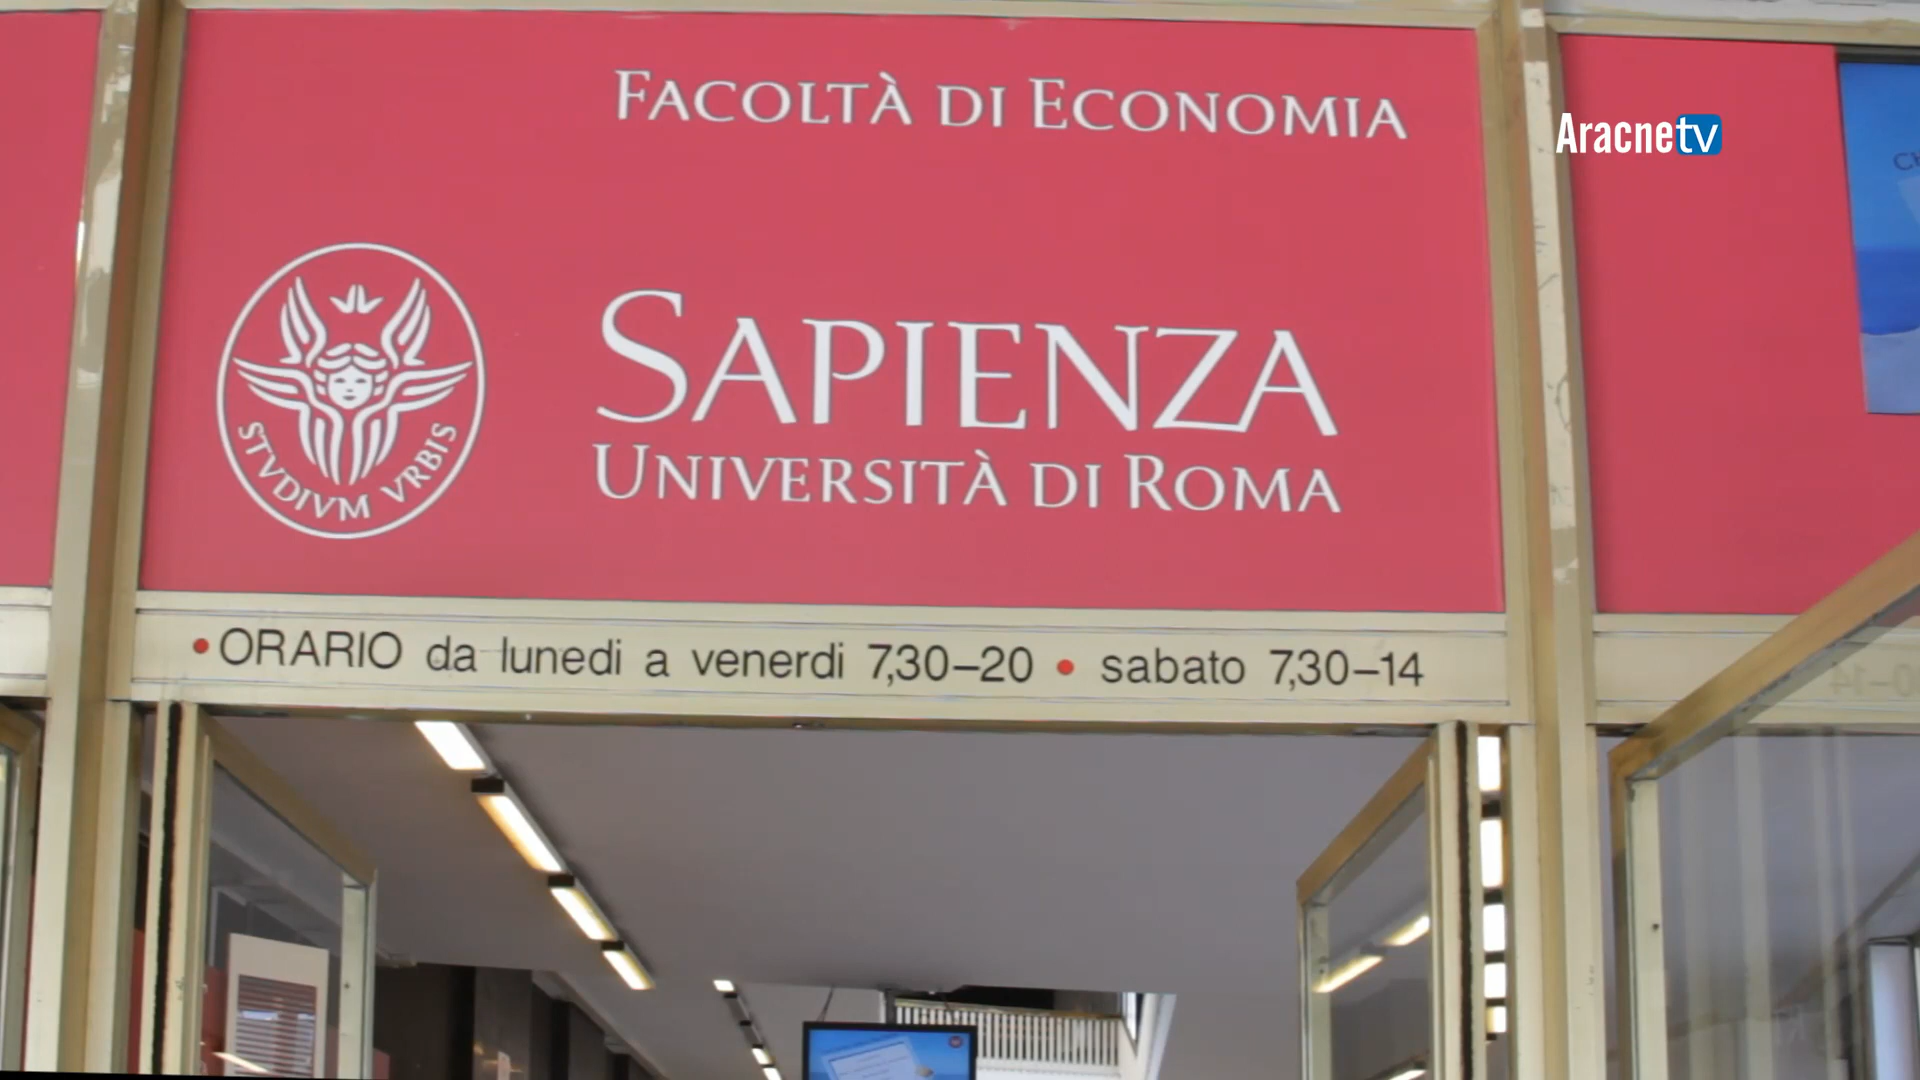 FACOLTÀ DI ECONOMIA
Aracnetv
SAPIENZA
UNIVERSITÀ DI ROMA
STVDIVM VRBIS
• ORARIO da lunedi a venerdi 7,30–20 • sabato 7,30–14